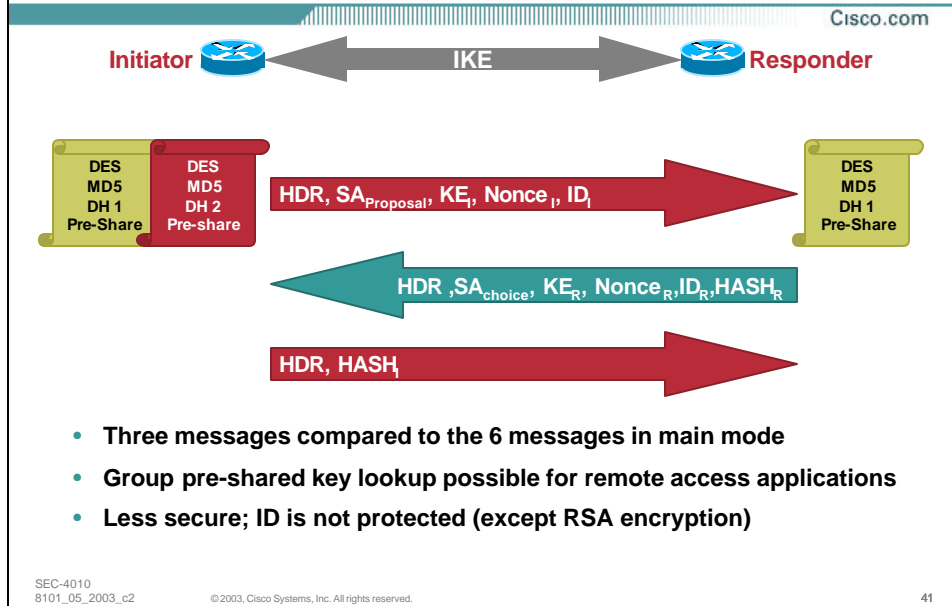 Cisco.com
Initiator
IKE
Responder
DES
MD5
DH 1
Pre-Share
DES
MD5
DH 2
Pre-share
HDR, SAProposal, KEI, Nonce I, IDI
DES
MD5
DH 1
Pre-Share
HDR ,SAchoice, KER, Nonce R,IDR,HASHR
HDR, HASHI
• Three messages compared to the 6 messages in main mode
• Group pre-shared key lookup possible for remote access applications
• Less secure; ID is not protected (except RSA encryption)
SEC-4010
8101_05_2003_c2 © 2003, Cisco Systems, Inc. All rights reserved. 41